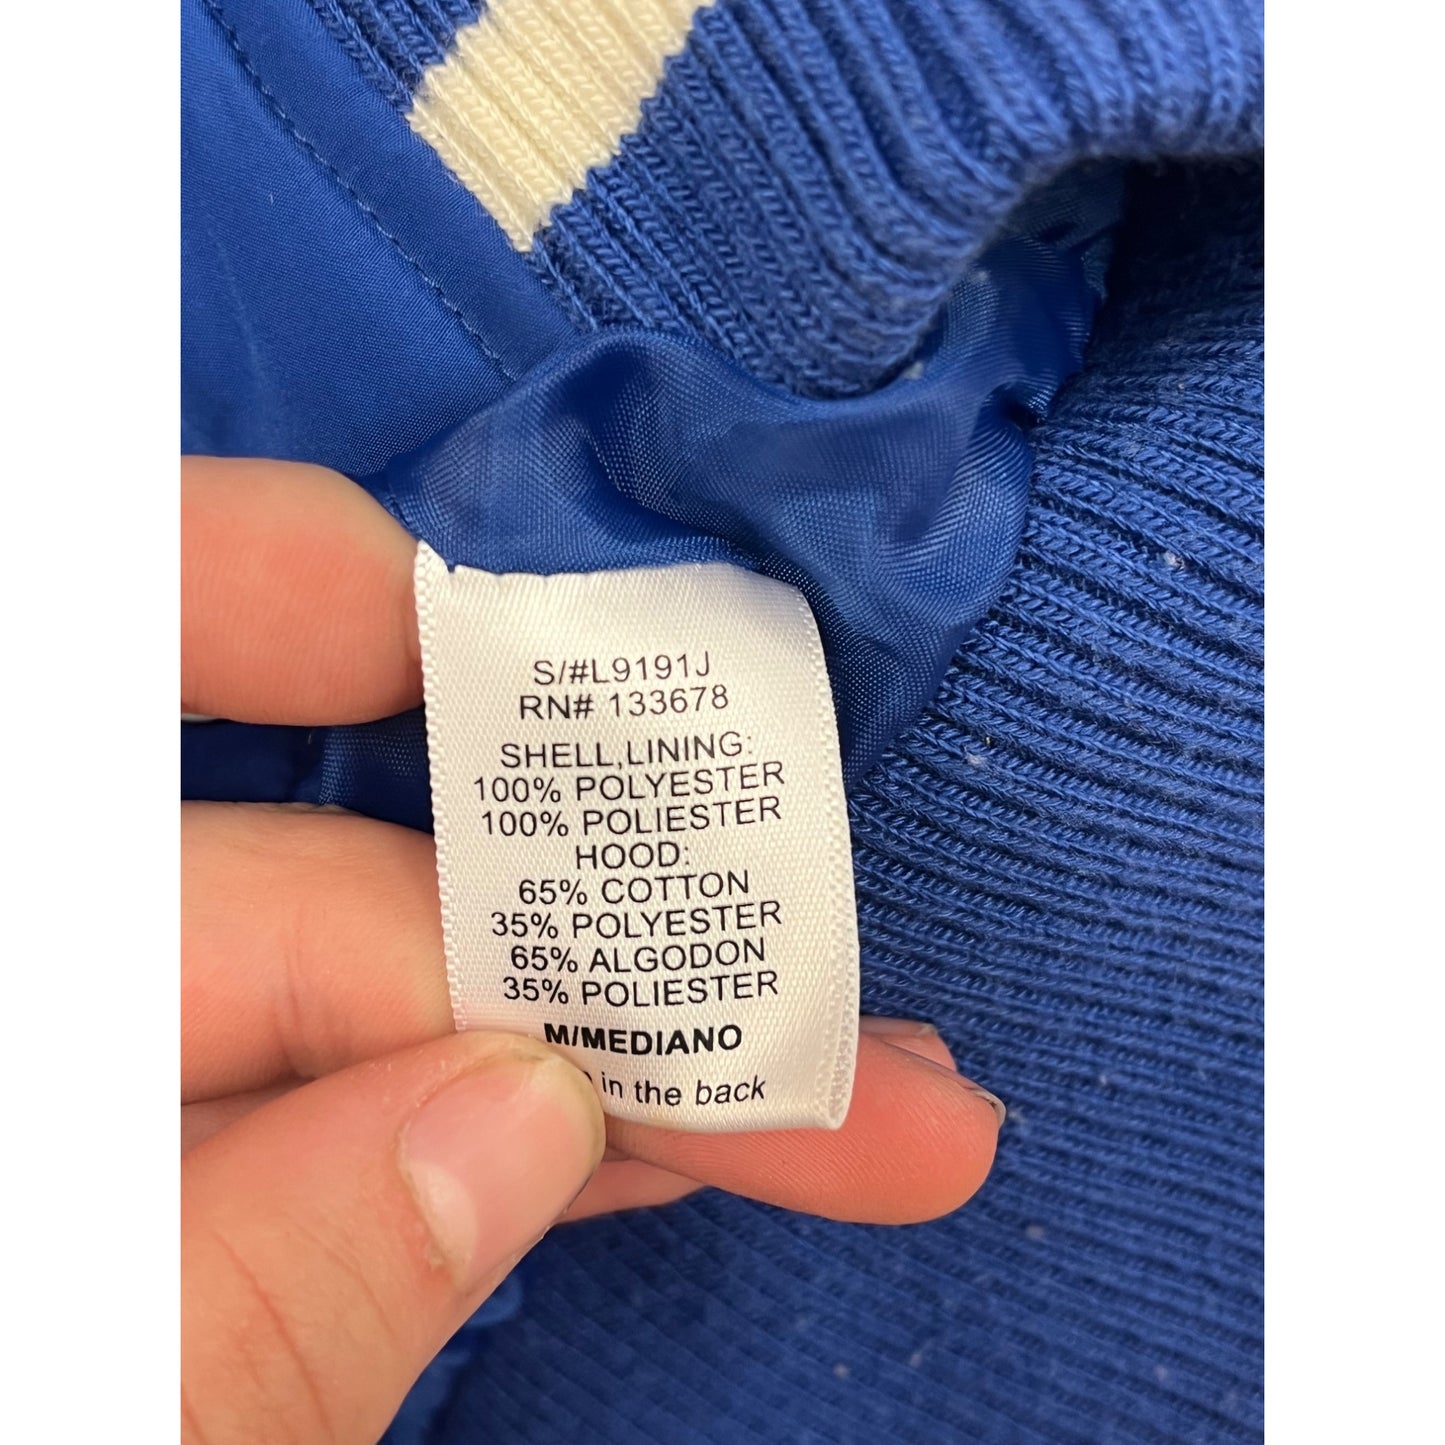 S/#L9191J
RN# 133678
SHELL,LINING:
100% POLYESTER
100% POLIESTER
HOOD:
65% COTTON
35% POLYESTER
65% ALGODON
35% POLIESTER
M/MEDIANO
in the back